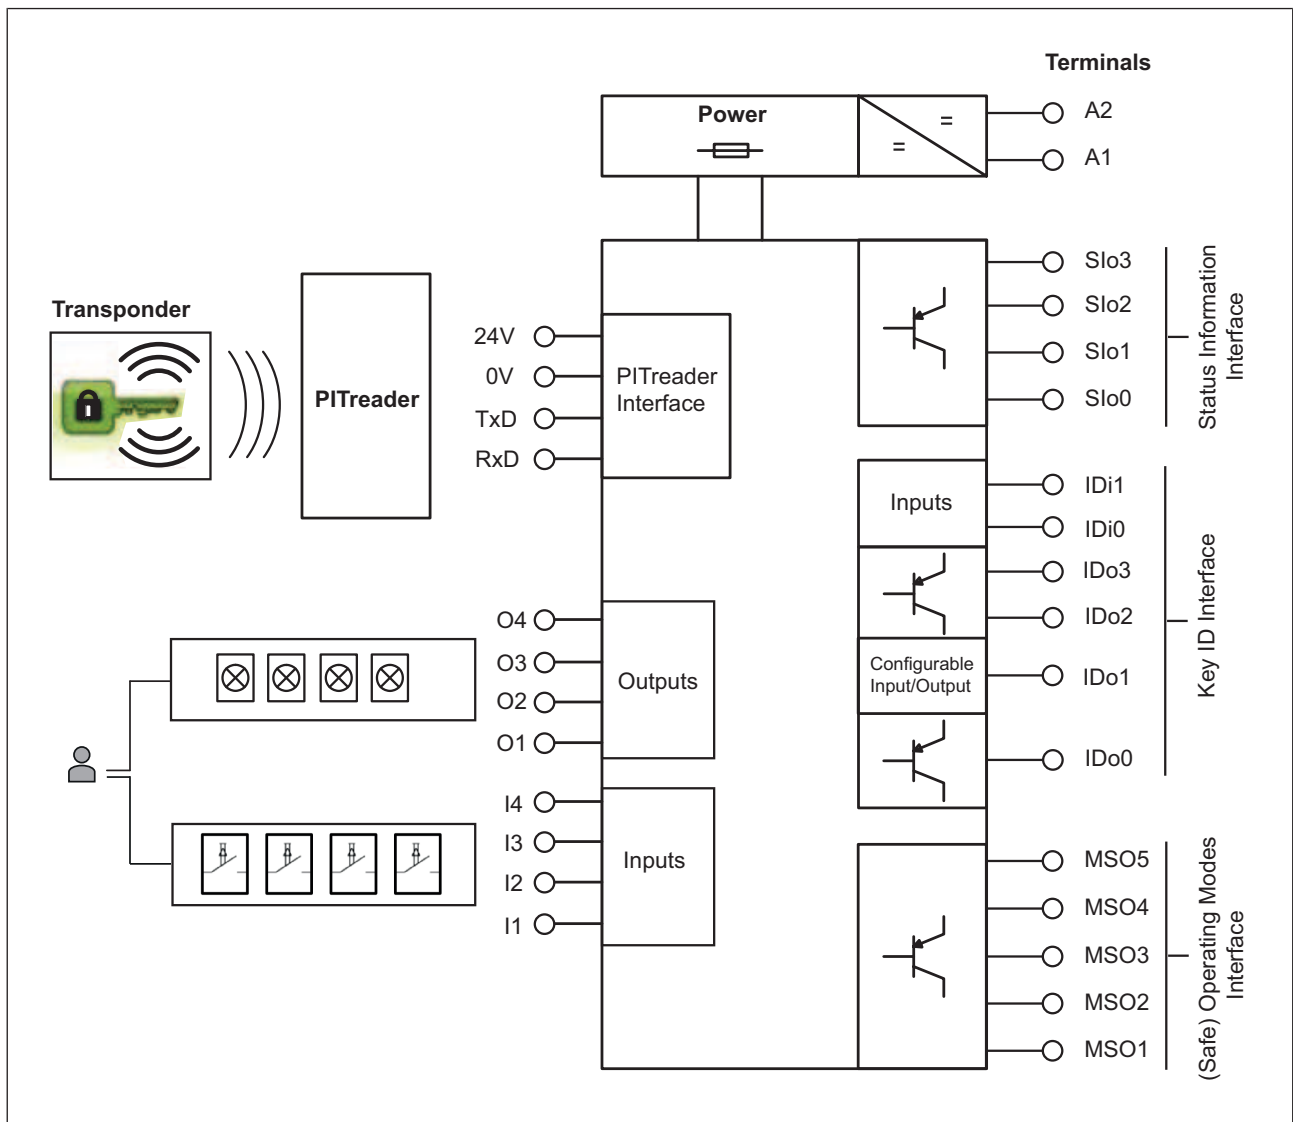 Terminals
Power
=
=
A2
A1
Transponder
PITreader
24V
0V
TxD
RxD
PITreader
Interface
SIo3
SIo2
SIo1
SIo0
Status Information
Interface
Inputs
IDi1
IDi0
IDo3
IDo2
Configurable
Input/Output
IDo1
IDo0
Key ID Interface
O4
O3
O2
O1
Outputs
I4
I3
I2
I1
Inputs
MSO5
MSO4
MSO3
MSO2
MSO1
(Safe) Operating Modes
Interface